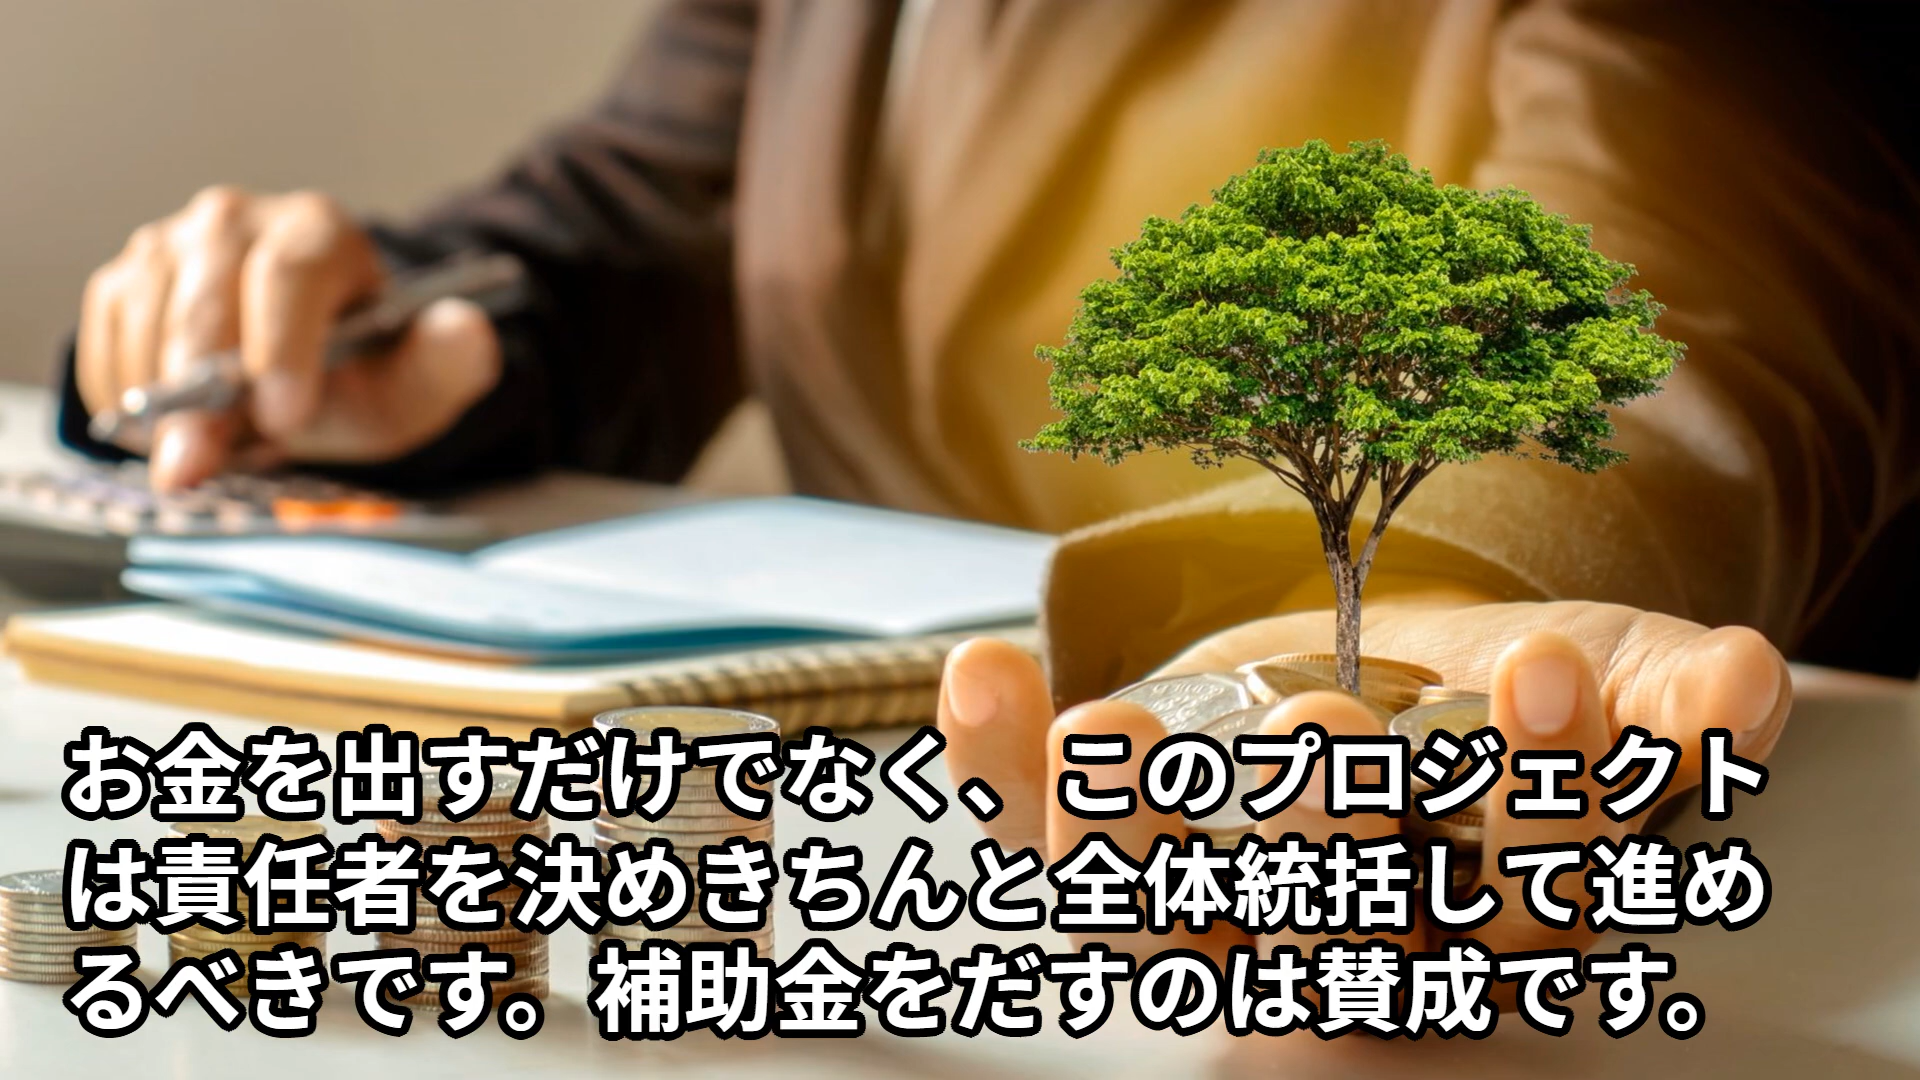 お金を出すだけでなく、このプロジェクト
は責任者を決めきちんと全体統括して進め
るべきです。補助金をだすのは賛成です。